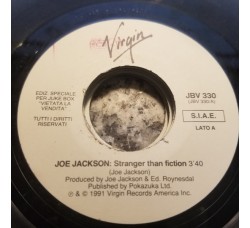 Virgin
EDIZ. SPECIALE
PER JUKE BOX
"VIETATA LA
VENDITA"
TUTTI I DIRITTI
RISERVATI
JBV 330
(JBV 330-A)
S.I.A.E.
LATO A
JOE JACKSON: Stranger than fiction 3'40
(Joe Jackson)
Produced by Joe Jackson & Ed. Roynesdal
Published by Pokazuka Ltd.
℗ & © 1991 Virgin Records America Inc.